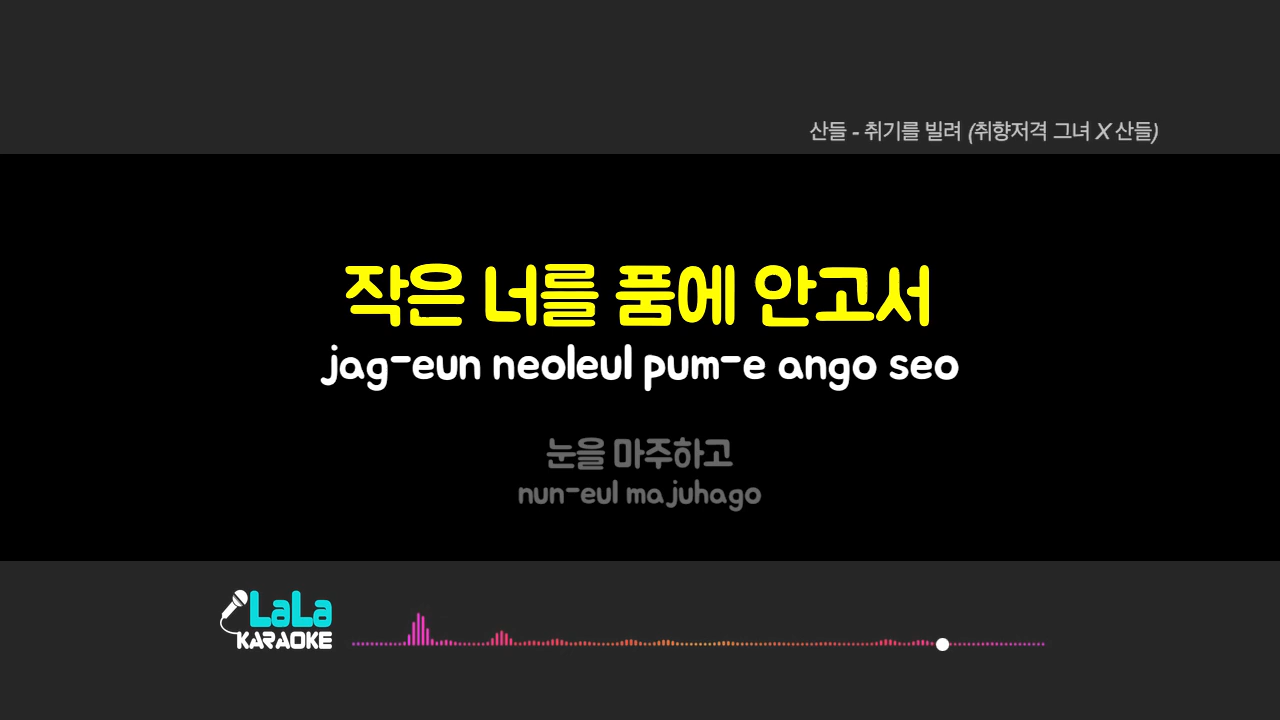 산들 - 취기를 빌려 (취향저격 그녀 X 산들)
작은 너를 품에 안고서
jag-eun neoleul pum-e ango seo
눈을 마주하고
nun-eul majuhago
LaLa
KARAOKE